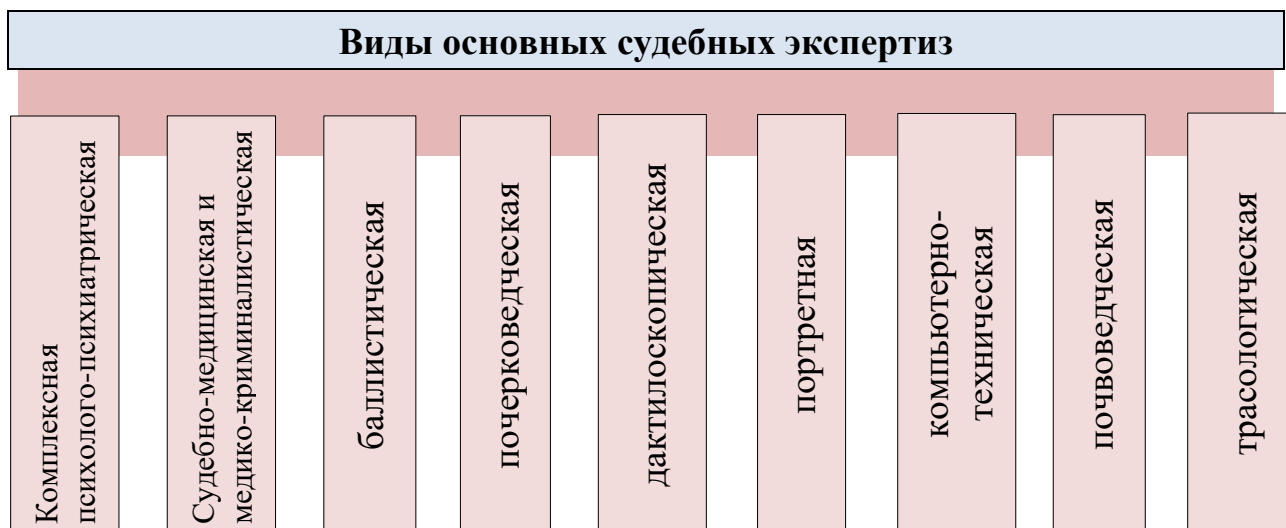 Виды основных судебных экспертиз
Комплексная
психолого-психиатрическая
Судебно-медицинская и
медико-криминалистическая
баллистическая
почерковедческая
дактилоскопическая
портретная
компьютерно-
техническая
почвоведческая
трасологическая